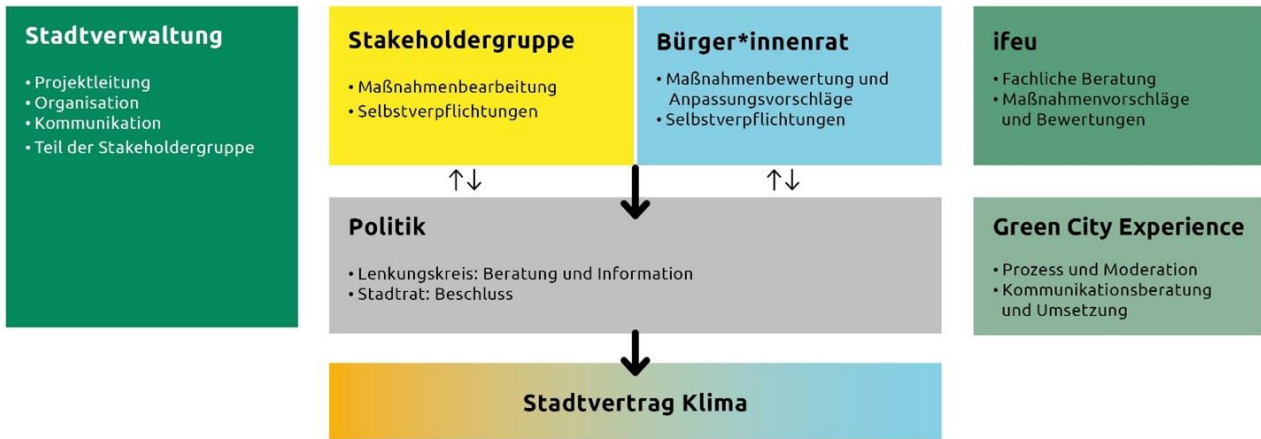 Stadtverwaltung
• Projektleitung
• Organisation
• Kommunikation
• Teil der Stakeholdergruppe
Stakeholdergruppe
• Maßnahmenbearbeitung
• Selbstverpflichtungen
Bürger*innenrat
• Maßnahmenbewertung und
Anpassungsvorschläge
• Selbstverpflichtungen
ifeu
• Fachliche Beratung
• Maßnahmenvorschläge
und Bewertungen
Politik
• Lenkungskreis: Beratung und Information
• Stadtrat: Beschluss
Green City Experience
• Prozess und Moderation
• Kommunikationsberatung
und Umsetzung
Stadtvertrag Klima